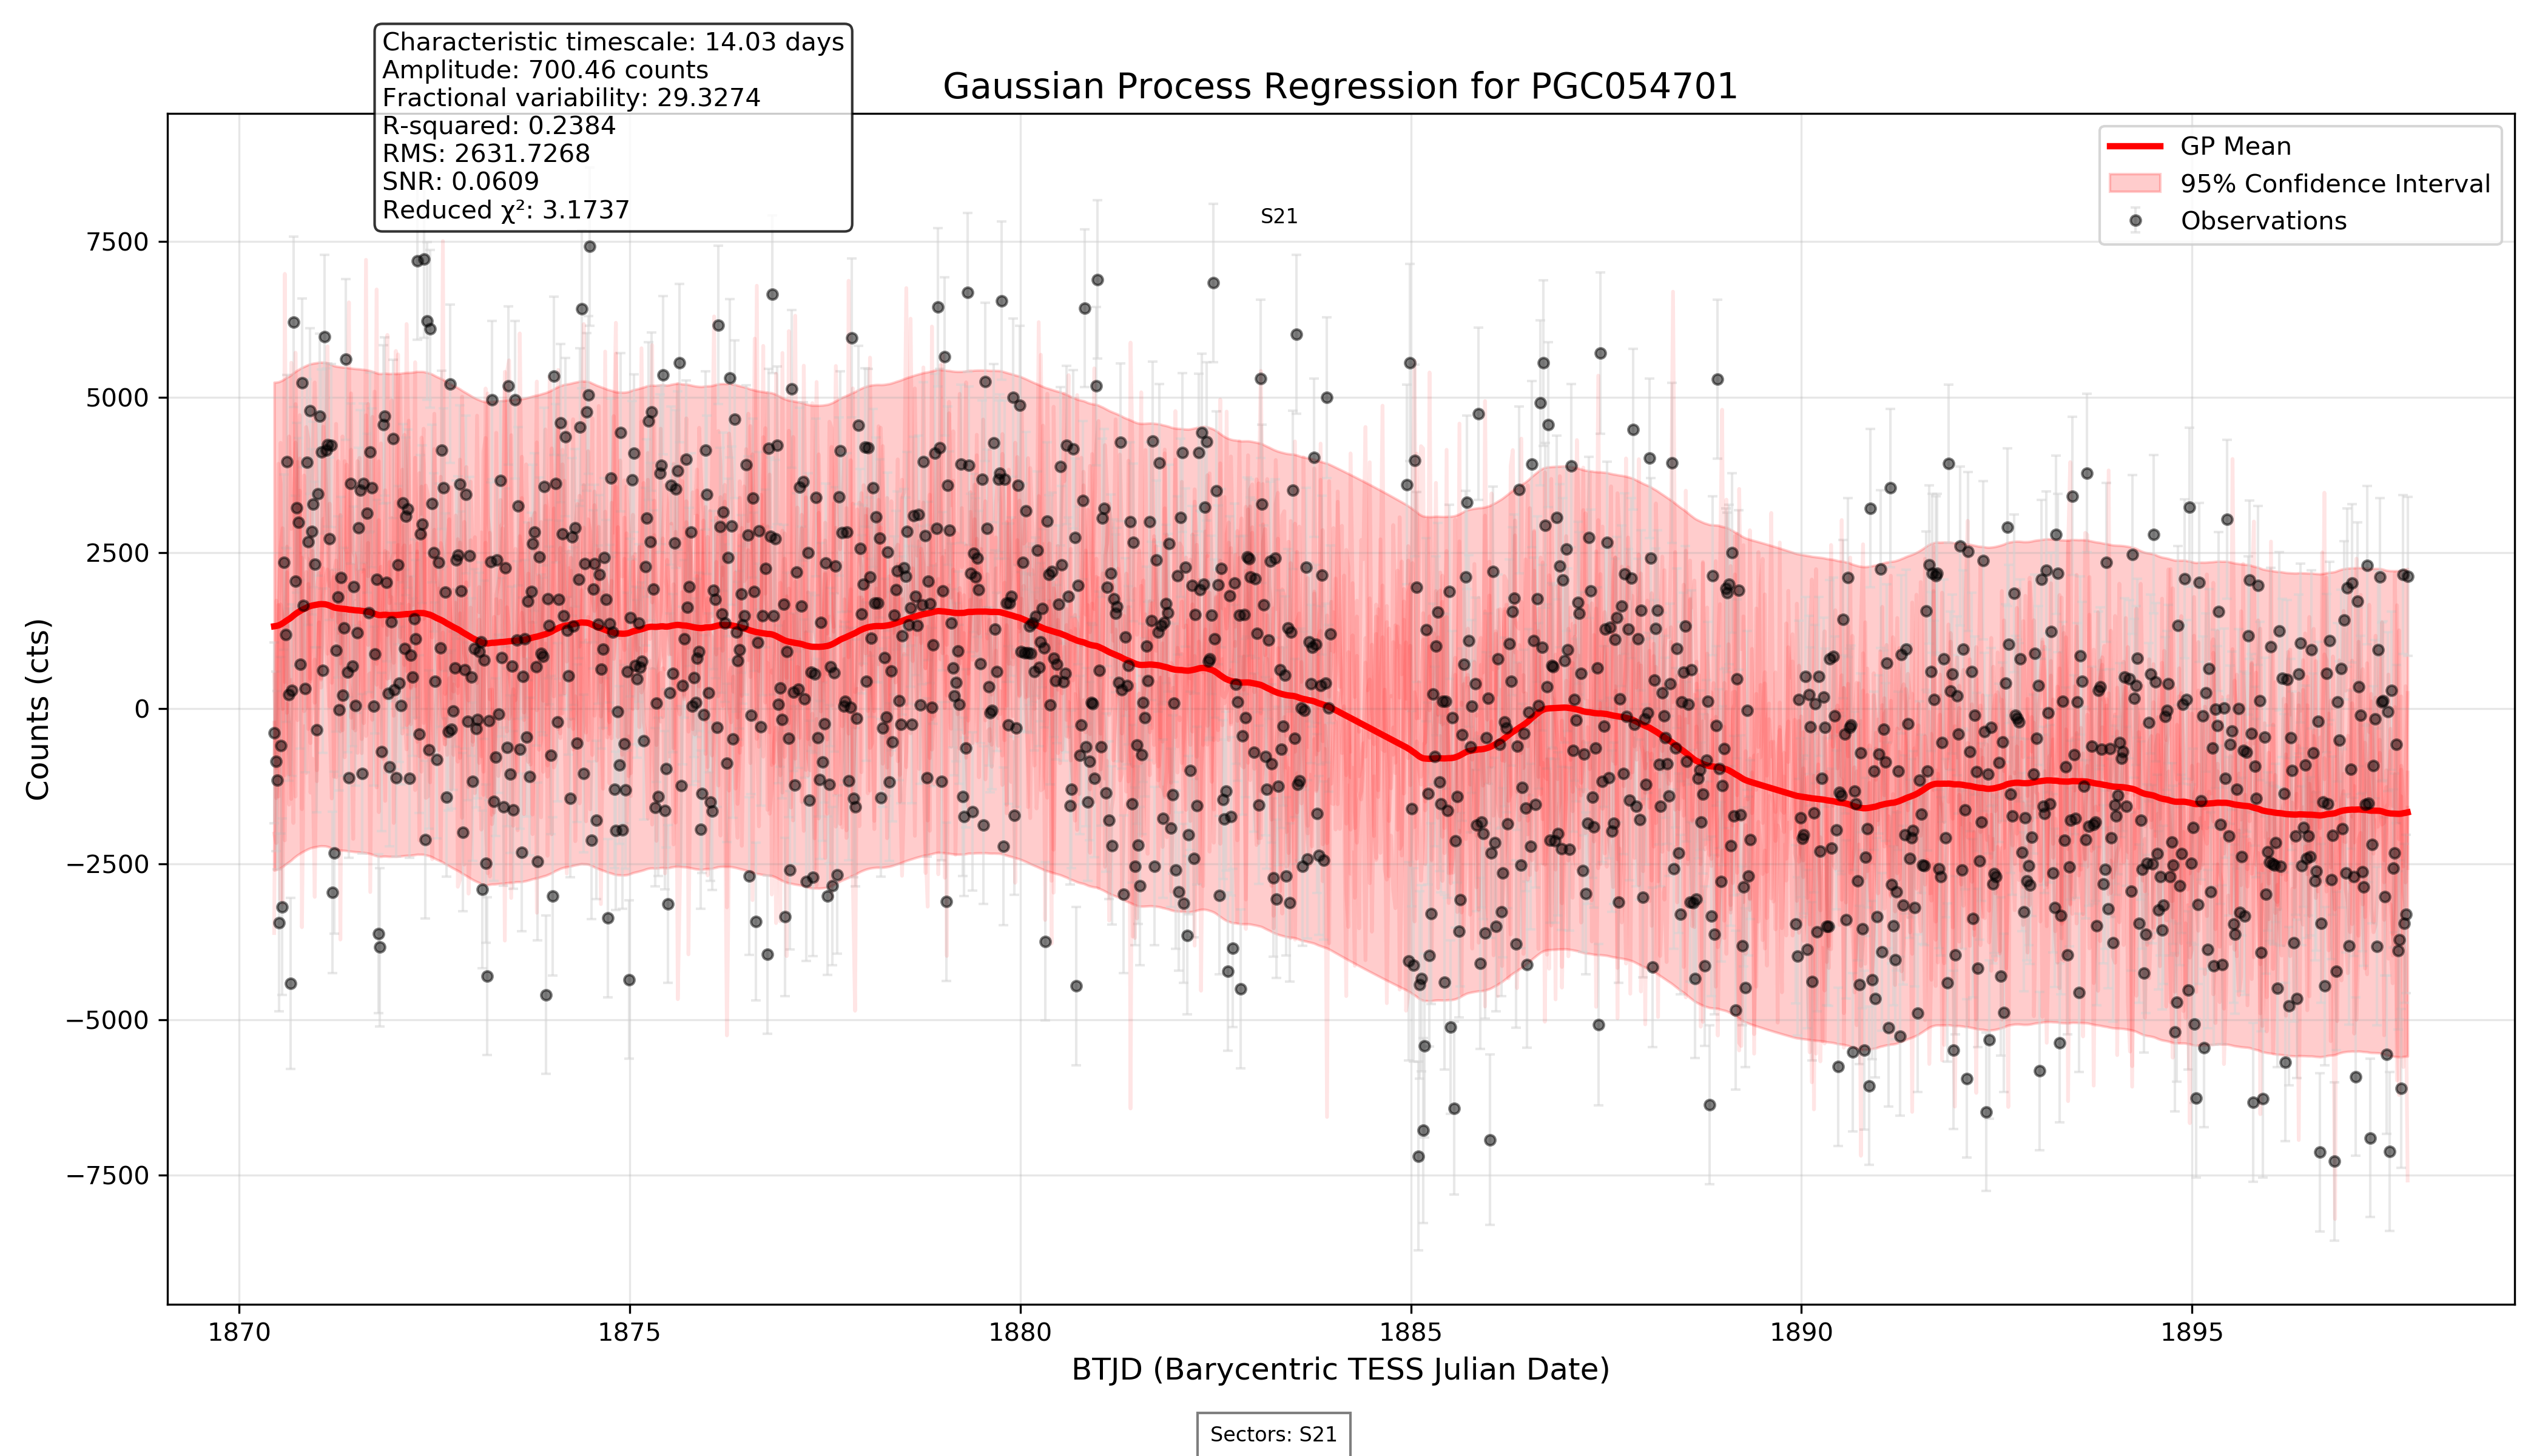 Characteristic timescale: 14.03 days
Amplitude: 700.46 counts
Fractional variability: 29.3274
R-squared: 0.2384
RMS: 2631.7268
SNR: 0.0609
Reduced χ²: 3.1737
Gaussian Process Regression for PGC054701
GP Mean
95% Confidence Interval
Observations
S21
7500
5000
2500
0
−2500
−5000
−7500
Counts (cts)
1870 1875 1880 1885 1890 1895
BTJD (Barycentric TESS Julian Date)
Sectors: S21